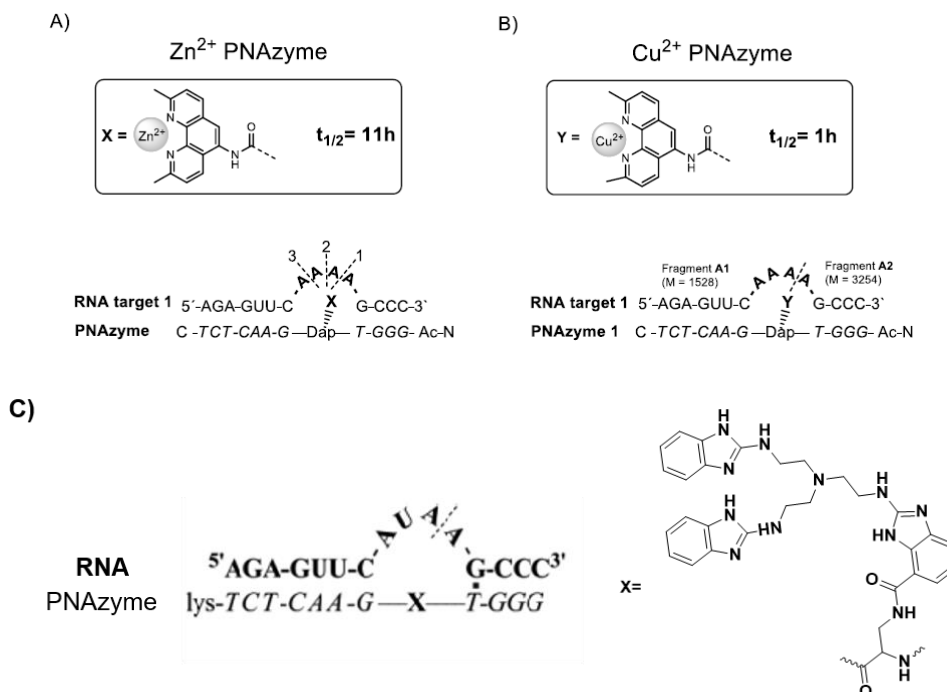 A)
Zn2+ PNAzyme
X = Zn2+ N N N H O t1/2= 11h
3 2 1
A A A A
X
RNA target 1 5´-AGA-GUU-C G-CCC-3`
PNAzyme C -TCT-CAA-G—Dap—T-GGG-Ac-N
B)
Cu2+ PNAzyme
Y = Cu2+ N N N H O t1/2= 1h
Fragment A1
(M = 1528)
A A A A
Fragment A2
(M = 3254)
Y
RNA target 1 5´-AGA-GUU-C G-CCC-3`
PNAzyme 1 C -TCT-CAA-G—Dap—T-GGG-Ac-N
C)
A U A A
RNA 5'AGA-GUU-C G-CCC3'
PNAzyme lys-TCT-CAA-G—X—T-GGG
X=
H N H N N
N H N H N
H N N H N
N H N
O NH
O N H